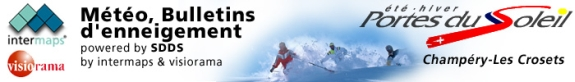 intermaps®
visiorama
Météo, Bulletins
d'enneigement
powered by SDDS
by intermaps & visiorama
été - hiver
Portes du Soleil
Champéry-Les Crosets